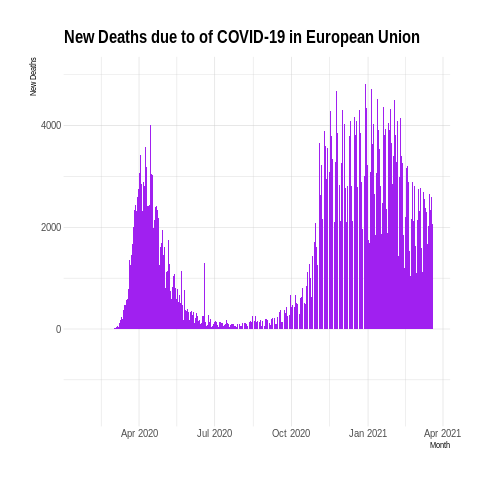 New Deaths due to of COVID-19 in European Union
New Deaths
4000
2000
0
Apr 2020
Jul 2020
Oct 2020
Jan 2021
Apr 2021
Month